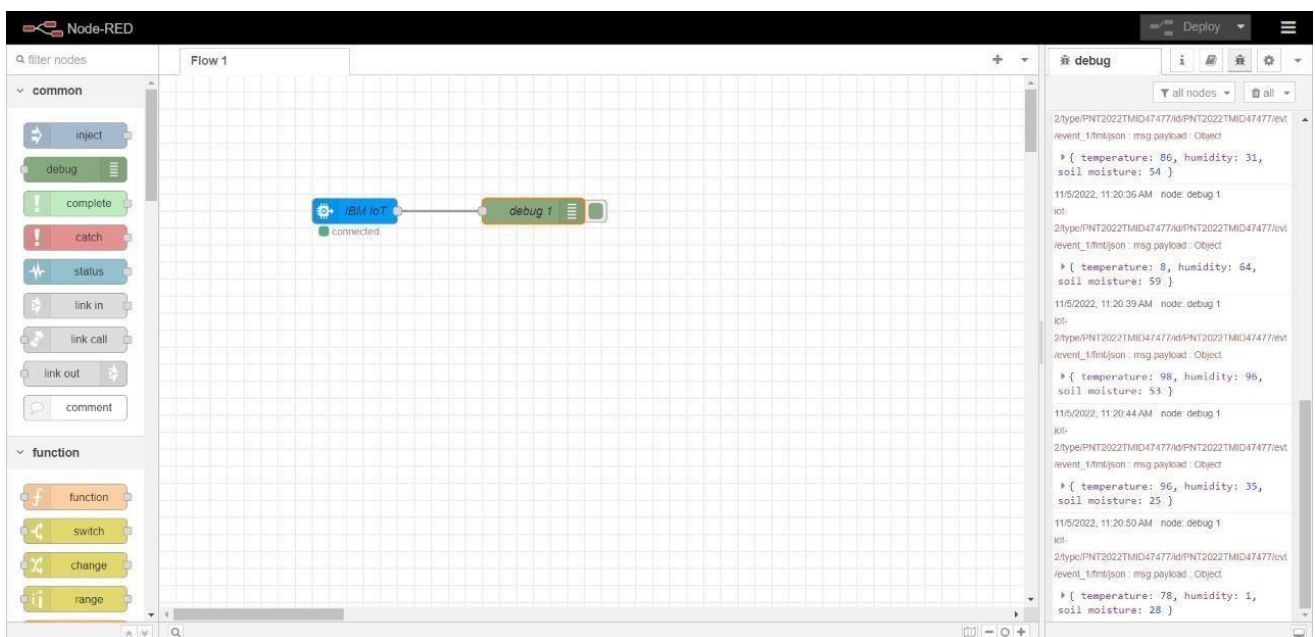 Node-RED
Deploy
filter nodes
Flow 1
debug
i
all nodes
all
common
inject
debug
complete
catch
status
link in
link call
link out
comment
function
function
switch
change
range
IBM IoT
connected
debug 1
2/type/PNT2022TMID47477/id/PNT2022TMID47477/evt
/event_1/fmt/json : msg.payload : Object
{ temperature: 86, humidity: 31,
soil moisture: 54 }
11/5/2022, 11:20:36 AM node: debug 1
iot-
2/type/PNT2022TMID47477/id/PNT2022TMID47477/evt
/event_1/fmt/json : msg.payload : Object
{ temperature: 8, humidity: 64,
soil moisture: 59 }
11/5/2022, 11:20:39 AM node: debug 1
iot-
2/type/PNT2022TMID47477/id/PNT2022TMID47477/evt
/event_1/fmt/json : msg.payload : Object
{ temperature: 98, humidity: 96,
soil moisture: 53 }
11/5/2022, 11:20:44 AM node: debug 1
iot-
2/type/PNT2022TMID47477/id/PNT2022TMID47477/evt
/event_1/fmt/json : msg.payload : Object
{ temperature: 96, humidity: 35,
soil moisture: 25 }
11/5/2022, 11:20:50 AM node: debug 1
iot-
2/type/PNT2022TMID47477/id/PNT2022TMID47477/evt
/event_1/fmt/json : msg.payload : Object
{ temperature: 78, humidity: 1,
soil moisture: 28 }